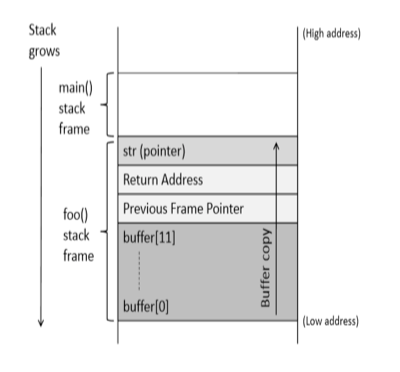 Stack
grows
(High address)
main()
stack
frame
str (pointer)
Return Address
Previous Frame Pointer
foo()
stack
frame
buffer[11]
buffer[0]
Buffer copy
(Low address)